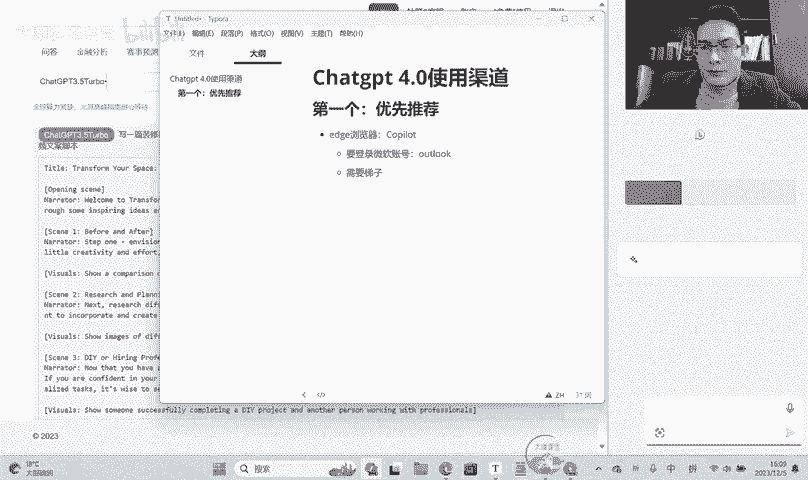 Untitled• - Typora
文件(F) 编辑(E) 段落(P) 格式(O) 视图(V) 主题(T) 帮助(H)
文件 大纲
Chatgpt 4.0使用渠道
第一个：优先推荐
Chatgpt 4.0使用渠道
第一个：优先推荐
edge浏览器：Copilot
要登录微软账号：outlook
需要梯子
ZH
问答 金融分析 赛事预测
ChatGPT3.5Turbo
ChatGPT3.5Turbo 写一篇装修
频文案脚本
Title: Transform Your Space:
[Opening scene]
Narrator: Welcome to Transfor
rough some inspiring ideas an
[Scene 1: Before and After]
Narrator: Step one - envision
little creativity and effort,
[Visuals: Show a comparison o
[Scene 2: Research and Planni
Narrator: Next, research diff
nt to incorporate and create
[Visuals: Show images of diff
[Scene 3: DIY or Hiring Profe
Narrator: Now that you have a
If you are confident in your
alized tasks, it's wise to se
[Visuals: Show someone successfully completing a DIY project and another person working with professionals]
© 2023
搜索
中
拼
15:09
2023/12/5